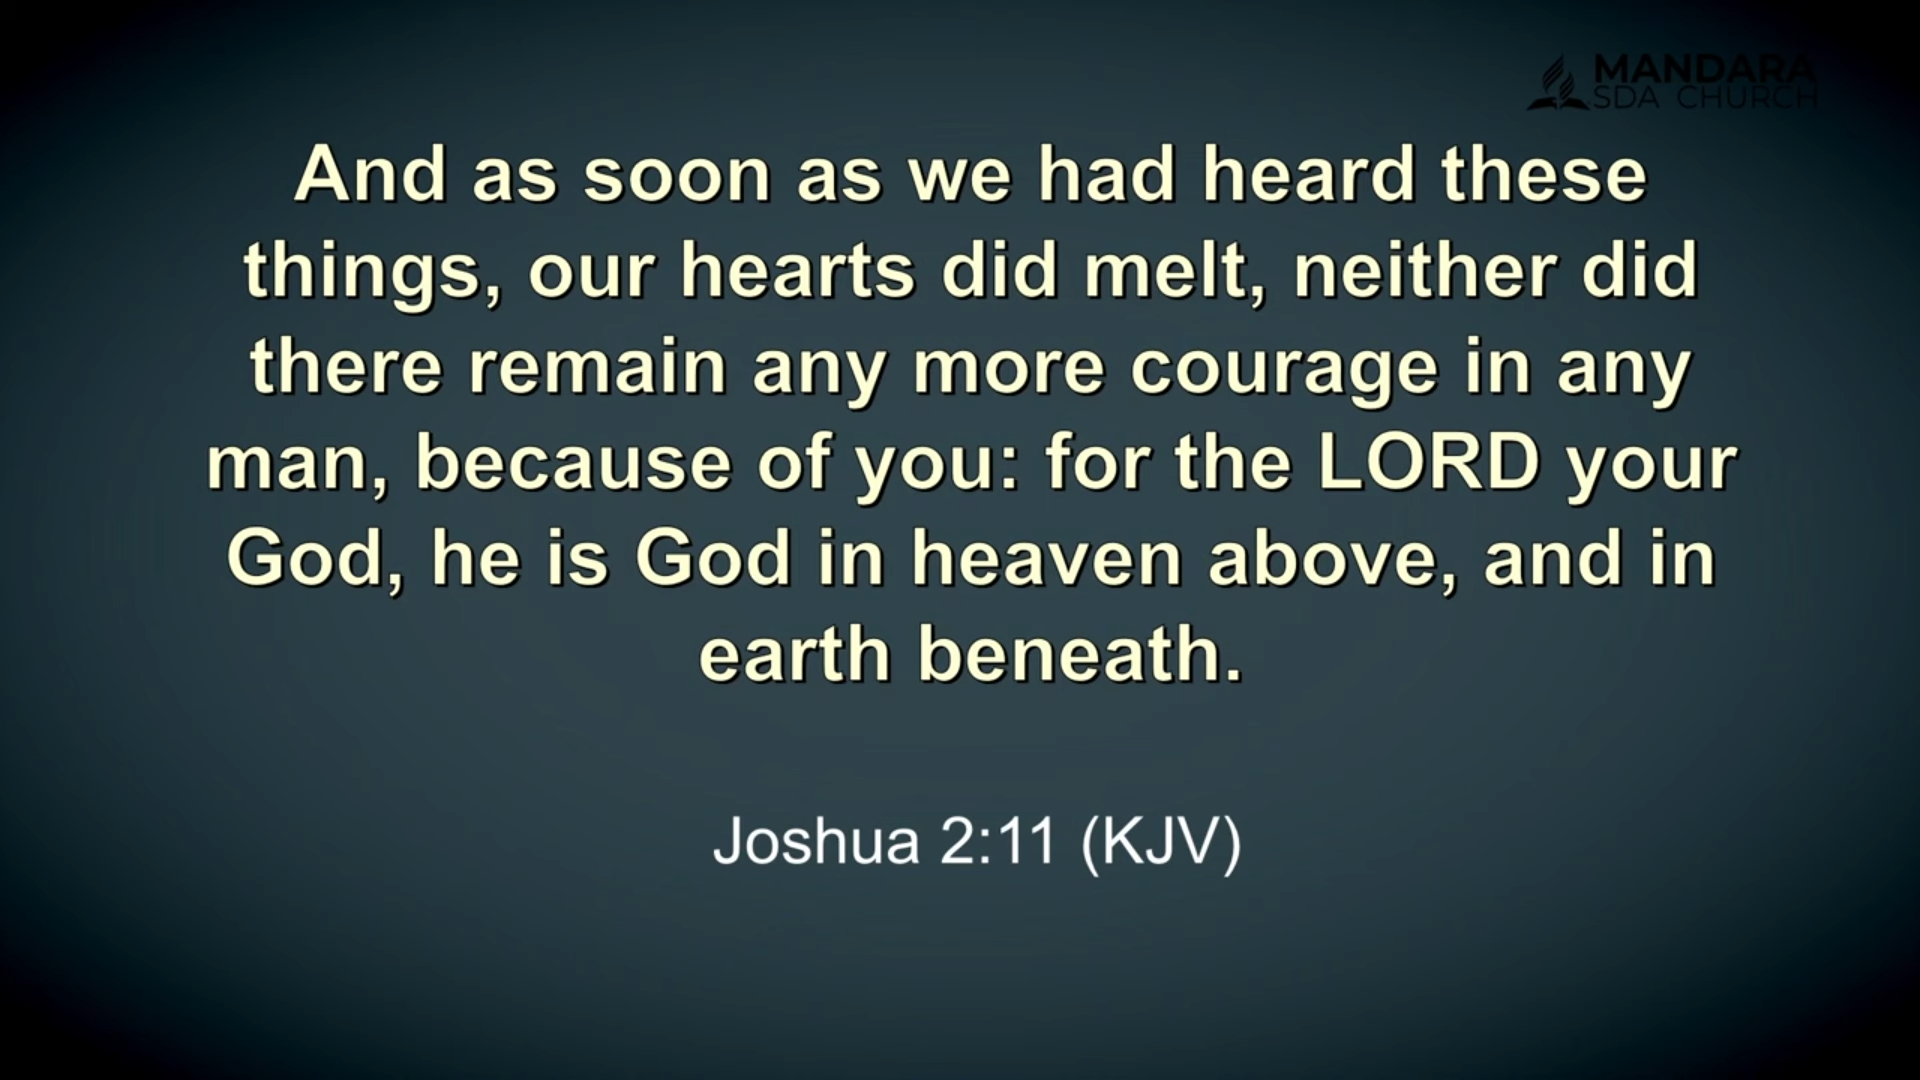 MANDARA
SDA CHURCH
And as soon as we had heard these
things, our hearts did melt, neither did
there remain any more courage in any
man, because of you: for the LORD your
God, he is God in heaven above, and in
earth beneath.
Joshua 2:11 (KJV)